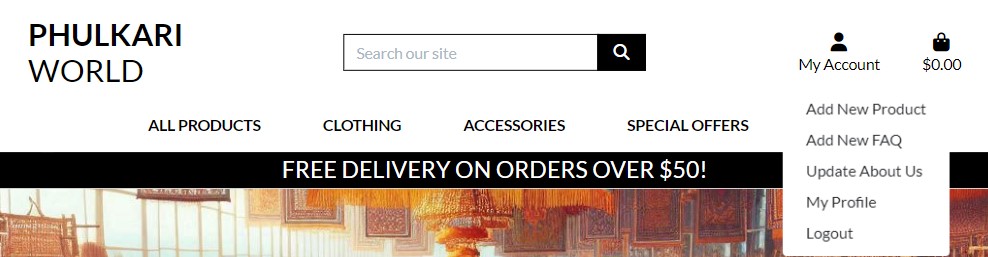 PHULKARI
WORLD
Search our site
My Account
$0.00
ALL PRODUCTS
CLOTHING
ACCESSORIES
SPECIAL OFFERS
Add New Product
Add New FAQ
Update About Us
My Profile
Logout
FREE DELIVERY ON ORDERS OVER $50!